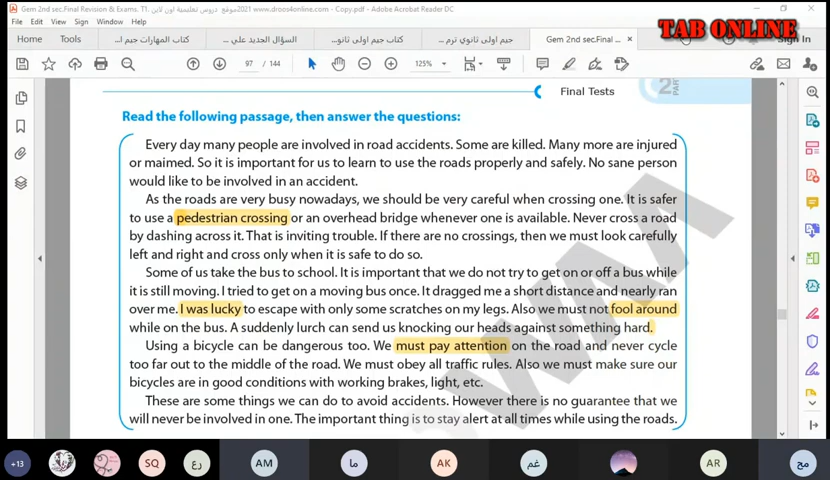 Gem 2nd sec.Final Revision & Exams. T1. موقع دروس تعليمية اون لاين 2021 www.droos4online.com - Copy.pdf - Adobe Acrobat Reader DC
File Edit View Sign Window Help
TAB ONLINE
Home Tools كتاب المهارات جيم ا... السؤال الجديد علي ... كتاب جيم اولى ثانو... جيم اولى ثانوي ترم ... Gem 2nd sec.Final ... × Sign In
97 / 144 125%
Final Tests
2
PART
Read the following passage, then answer the questions:
Every day many people are involved in road accidents. Some are killed. Many more are injured
or maimed. So it is important for us to learn to use the roads properly and safely. No sane person
would like to be involved in an accident.
As the roads are very busy nowadays, we should be very careful when crossing one. It is safer
to use a pedestrian crossing or an overhead bridge whenever one is available. Never cross a road
by dashing across it. That is inviting trouble. If there are no crossings, then we must look carefully
left and right and cross only when it is safe to do so.
Some of us take the bus to school. It is important that we do not try to get on or off a bus while
it is still moving. I tried to get on a moving bus once. It dragged me a short distance and nearly ran
over me. I was lucky to escape with only some scratches on my legs. Also we must not fool around
while on the bus. A suddenly lurch can send us knocking our heads against something hard.
Using a bicycle can be dangerous too. We must pay attention on the road and never cycle
too far out to the middle of the road. We must obey all traffic rules. Also we must make sure our
bicycles are in good conditions with working brakes, light, etc.
These are some things we can do to avoid accidents. However there is no guarantee that we
will never be involved in one. The important thing is to stay alert at all times while using the roads.
+13 SQ رع AM ما AK غم AR مح